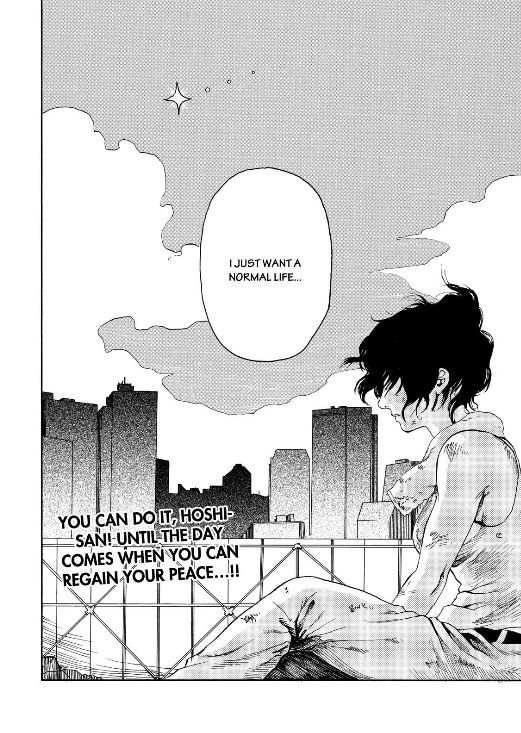 I JUST WANT A
NORMAL LIFE...
YOU CAN DO IT, HOSHI-
SAN! UNTIL THE DAY
COMES WHEN YOU CAN
REGAIN YOUR PEACE...!!